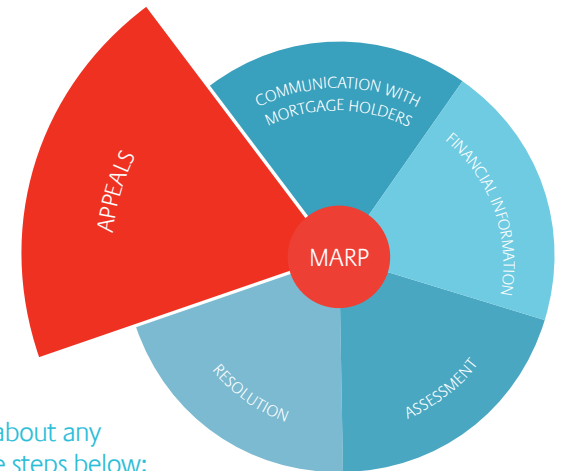 COMMUNICATION WITH
MORTGAGE HOLDERS
FINANCIAL INFORMATION
APPEALS
MARP
RESOLUTION
ASSESSMENT
about any
e steps below: